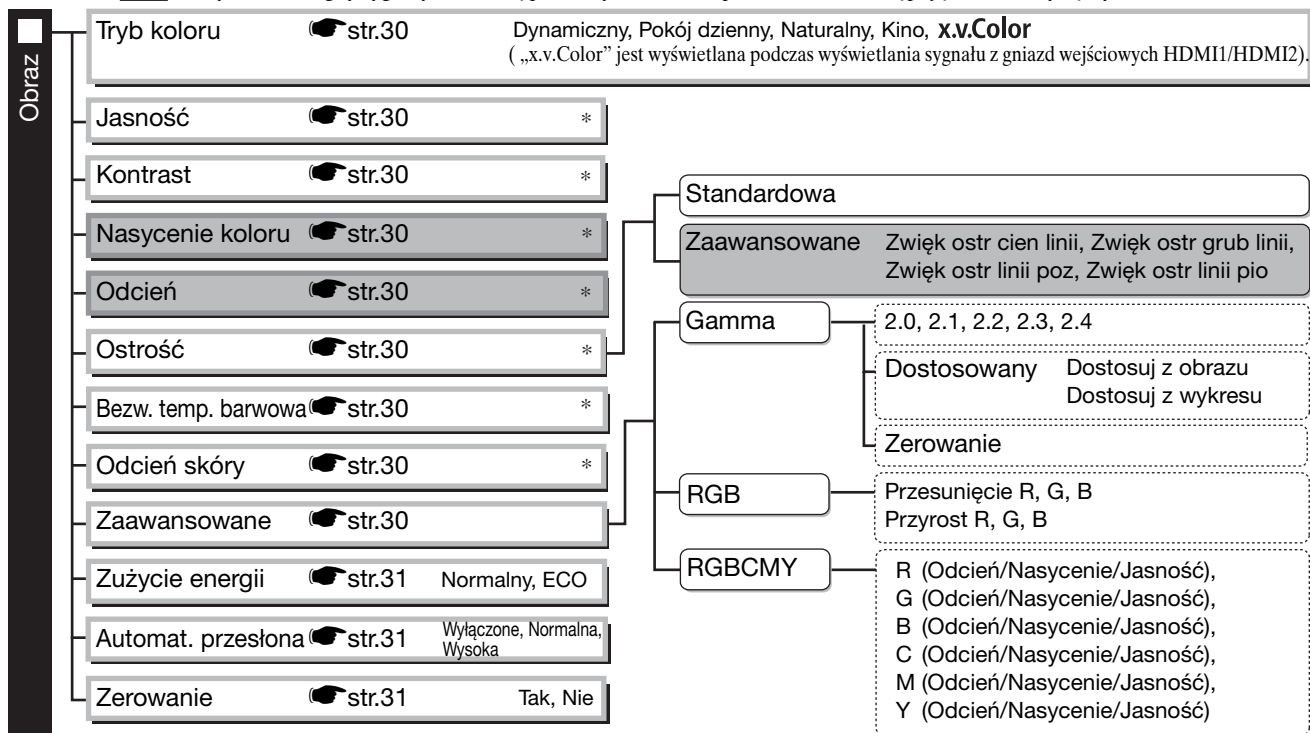 Obraz
Tryb koloru str.30 Dynamiczny, Pokój dzienny, Naturalny, Kino, x.v.Color
( „x.v.Color” jest wyświetlana podczas wyświetlania sygnału z gniazd wejściowych HDMI1/HDMI2).
Jasność str.30 *
Kontrast str.30 *
Nasycenie koloru str.30 *
Odcień str.30 *
Ostrość str.30 *
Bezw. temp. barwowa str.30 *
Odcień skóry str.30 *
Zaawansowane str.30
Zużycie energii str.31 Normalny, ECO
Automat. przesłona str.31 Wyłączone, Normalna,
Wysoka
Zerowanie str.31 Tak, Nie
Standardowa
Zaawansowane Zwięk ostr cien linii, Zwięk ostr grub linii,
Zwięk ostr linii poz, Zwięk ostr linii pio
Gamma
2.0, 2.1, 2.2, 2.3, 2.4
Dostosowany Dostosuj z obrazu
Dostosuj z wykresu
Zerowanie
RGB
Przesunięcie R, G, B
Przyrost R, G, B
RGBCMY
R (Odcień/Nasycenie/Jasność),
G (Odcień/Nasycenie/Jasność),
B (Odcień/Nasycenie/Jasność),
C (Odcień/Nasycenie/Jasność),
M (Odcień/Nasycenie/Jasność),
Y (Odcień/Nasycenie/Jasność)